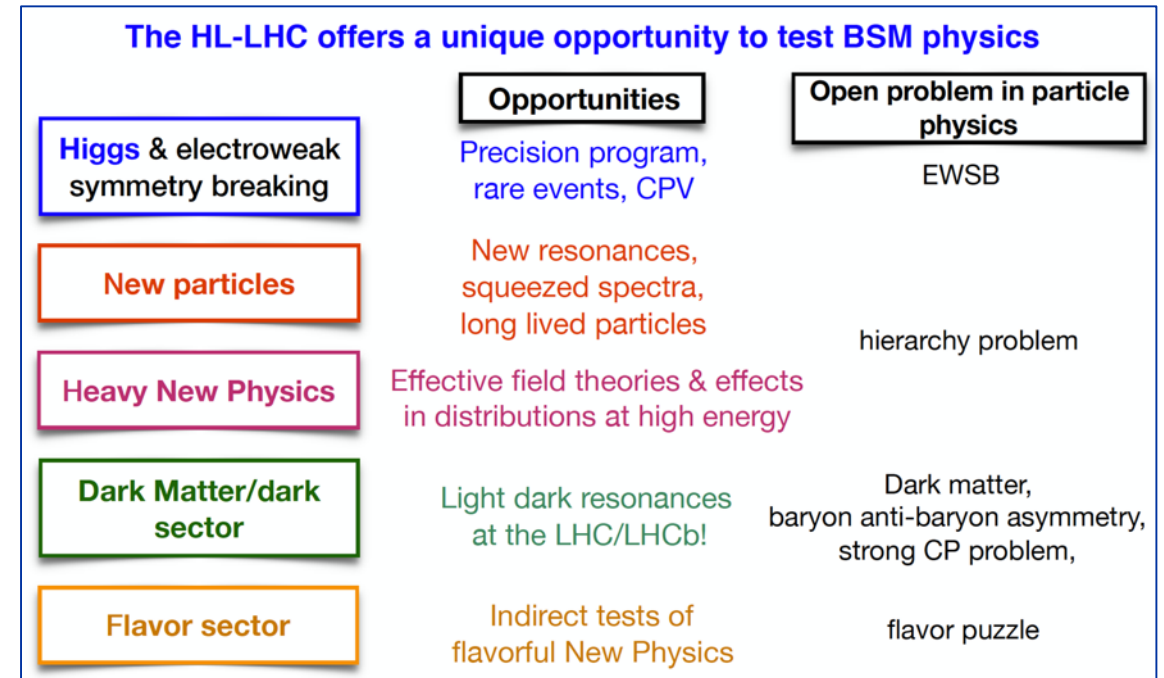 The HL-LHC offers a unique opportunity to test BSM physics
Opportunities
Open problem in particle
physics
Higgs & electroweak
symmetry breaking
Precision program,
rare events, CPV
EWSB
New particles
New resonances,
squeezed spectra,
long lived particles
hierarchy problem
Heavy New Physics
Effective field theories & effects
in distributions at high energy
Dark Matter/dark
sector
Light dark resonances
at the LHC/LHCb!
Dark matter,
baryon anti-baryon asymmetry,
strong CP problem,
Flavor sector
Indirect tests of
flavorful New Physics
flavor puzzle